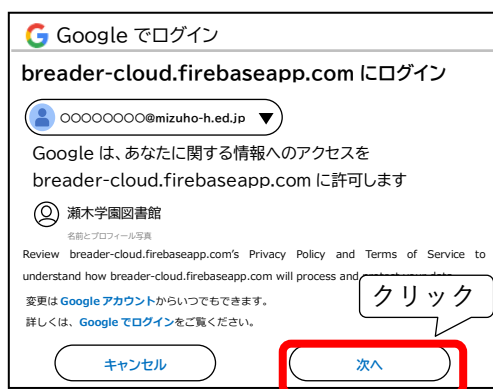 Google でログイン
breader-cloud.firebaseapp.com にログイン
○○○○○○○○@mizuho-h.ed.jp ▼
Google は、あなたに関する情報へのアクセスを
breader-cloud.firebaseapp.com に許可します
瀬木学園図書館
名前とプロフィール写真
Review breader-cloud.firebaseapp.com's Privacy Policy and Terms of Service to
understand how breader-cloud.firebaseapp.com will process and
クリック
変更は Google アカウントからいつでもできます。
詳しくは、Google でログインをご覧ください。
キャンセル
次へ